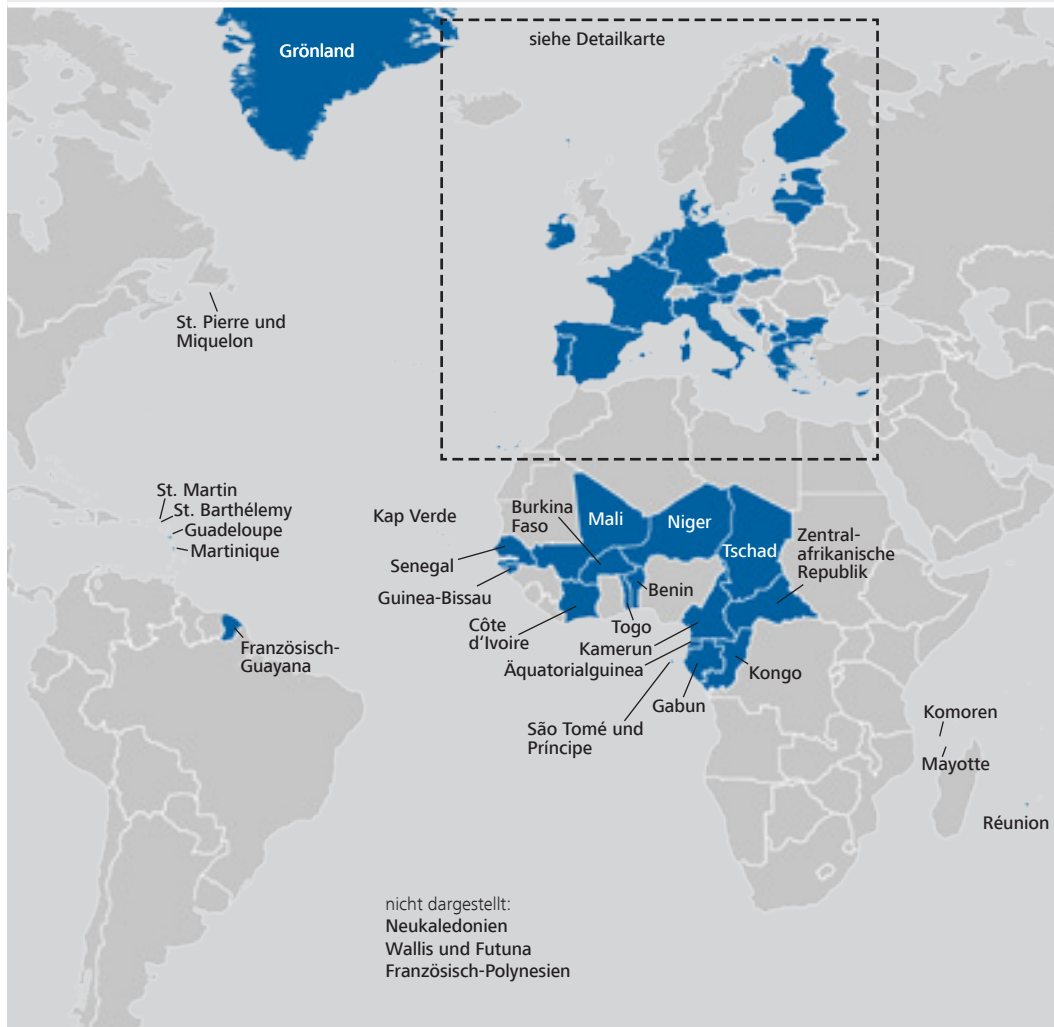 siehe Detailkarte
Grönland
St. Pierre und
Miquelon
St. Martin
St. Barthélemy
Guadeloupe
Martinique
Französisch-
Guayana
Kap Verde
Senegal
Guinea-Bissau
Burkina
Faso
Mali
Niger
Tschad
Zentral-
afrikanische
Republik
Côte
d'Ivoire
Togo
Benin
Kamerun
Äquatorialguinea
Kongo
Gabun
São Tomé und
Príncipe
Komoren
Mayotte
Réunion
nicht dargestellt:
Neukaledonien
Wallis und Futuna
Französisch-Polynesien